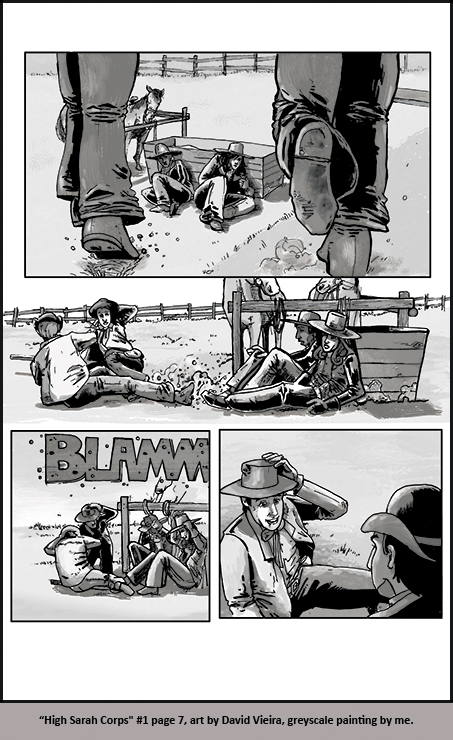 BLAMM
“High Sarah Corps" #1 page 7, art by David Vieira, greyscale painting by me.